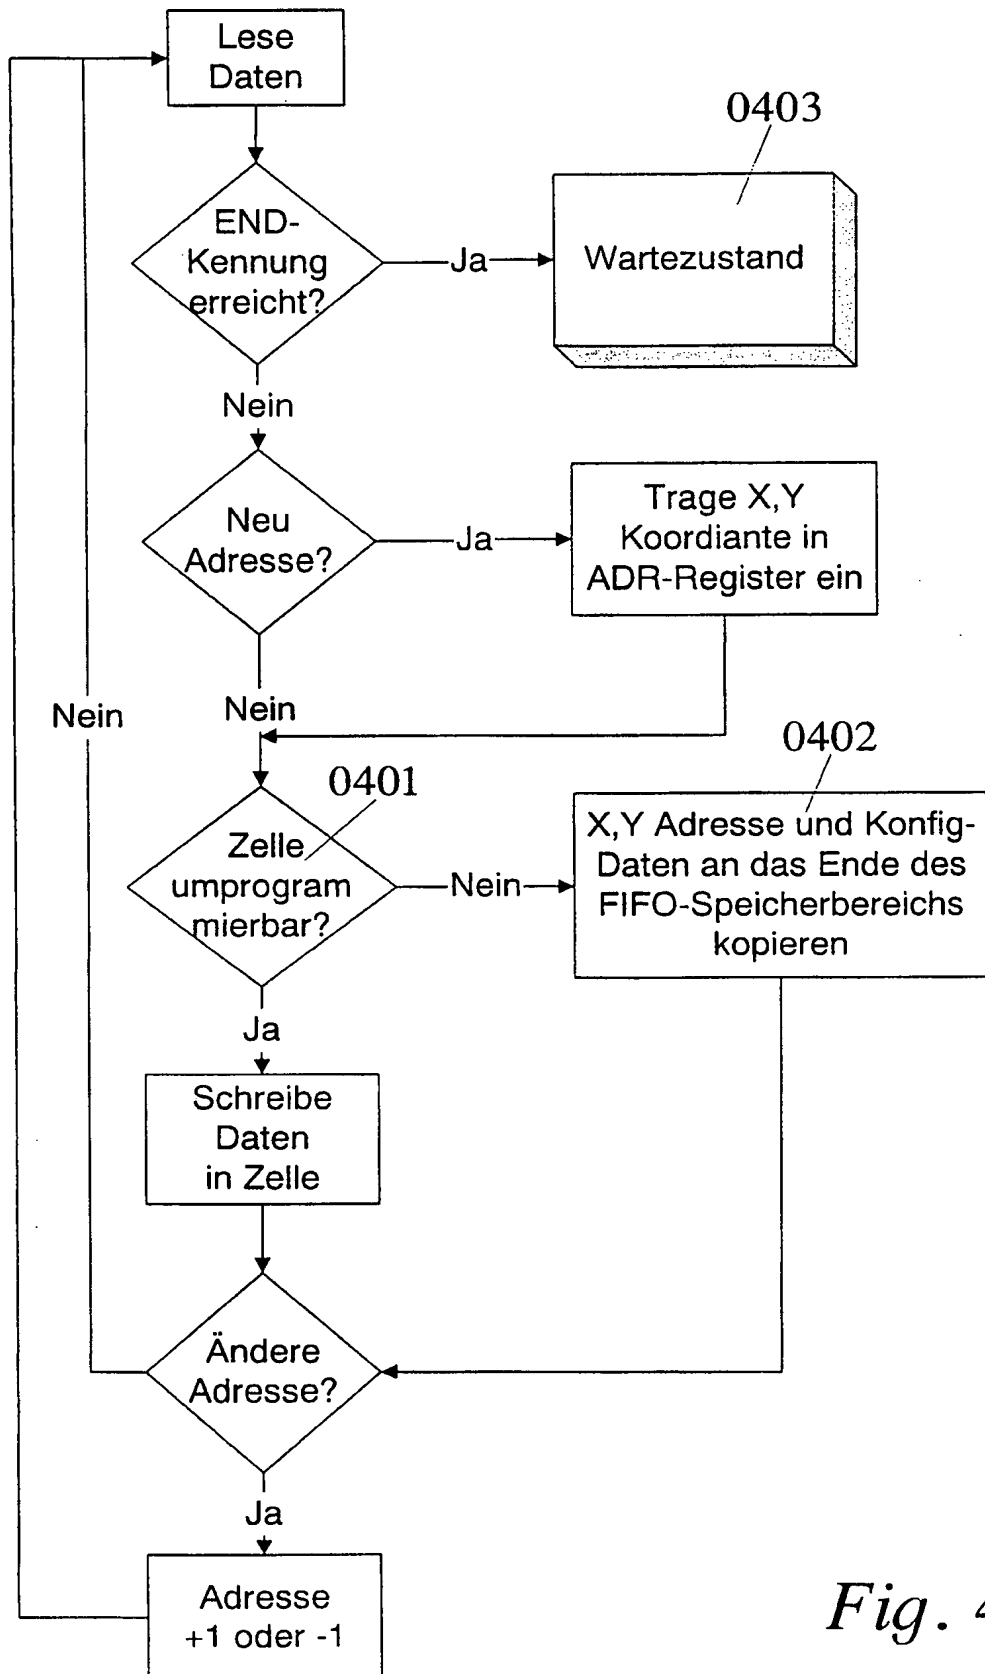 Lese
Daten
0403
END-
Kennung
erreicht?
Ja
Wartezustand
Nein
Neu
Adresse?
Ja
Trage X,Y
Koordiante in
ADR-Register ein
Nein
Nein
0402
0401
Zelle
umprogram
mierbar?
Nein
X,Y Adresse und Konfig-
Daten an das Ende des
FIFO-Speicherbereichs
kopieren
Ja
Schreibe
Daten
in Zelle
Ändere
Adresse?
Ja
Adresse
+1 oder -1
Fig. 4